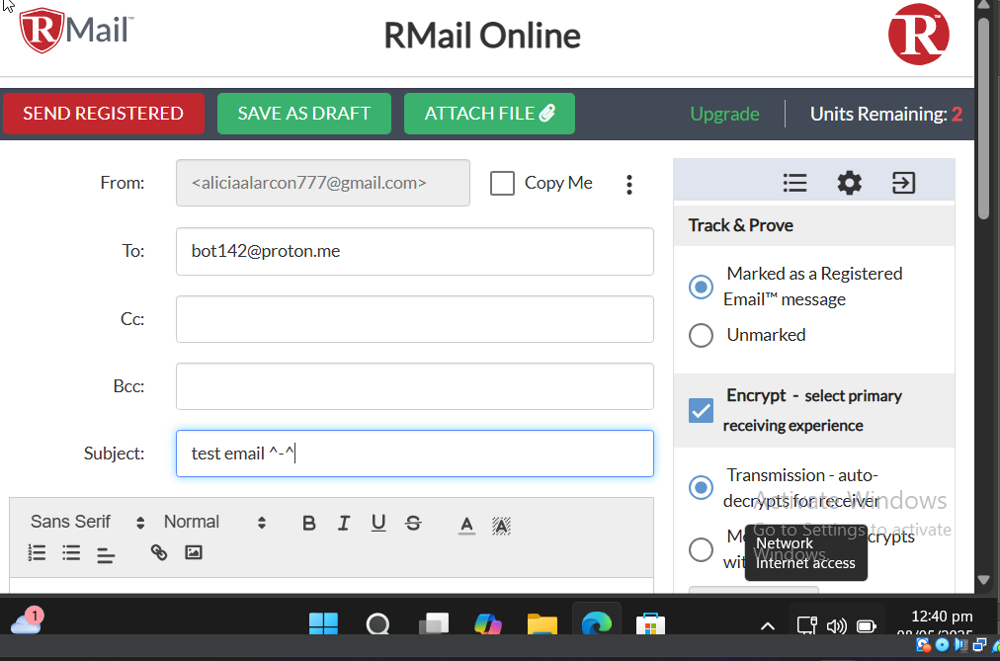 RMail™
RMail Online
R™
SEND REGISTERED
SAVE AS DRAFT
ATTACH FILE
Upgrade
Units Remaining: 2
From:
<aliciaalarcon777@gmail.com>
Copy Me
To:
bot142@proton.me
Cc:
Bcc:
Subject:
test email ^-^
Sans Serif
Normal
B I U S A A
Track & Prove
Marked as a Registered
Email™ message
Unmarked
Encrypt - select primary
receiving experience
Transmission - auto-
decrypts for receiver
Activate Windows
Go to Settings to activate
Windows.
crypts
Network
Internet access
1
12:40 pm
08/05/2025